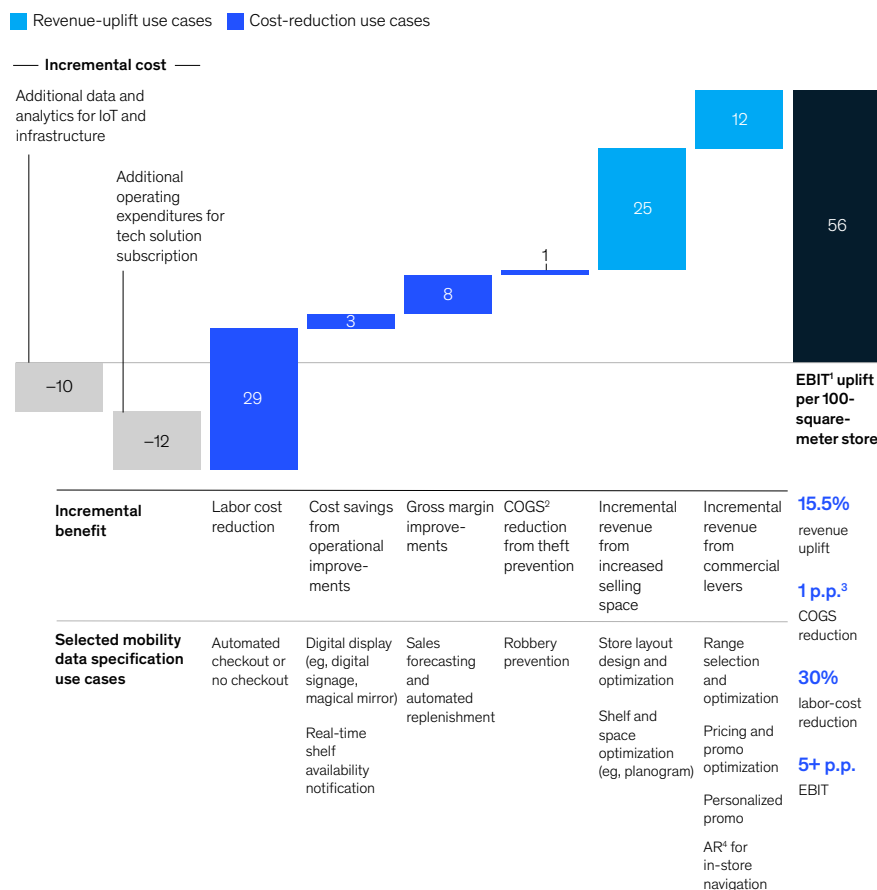 Revenue-uplift use cases
Cost-reduction use cases
Incremental cost
Additional data and
analytics for IoT and
infrastructure
Additional
operating
expenditures for
tech solution
subscription
–10
–12
29
3
8
1
25
12
56
EBIT¹ uplift
per 100-
square-
meter store
Incremental
benefit
Labor cost
reduction
Cost savings
from
operational
improve-
ments
Gross margin
improve-
ments
COGS²
reduction
from theft
prevention
Incremental
revenue
from
increased
selling
space
Incremental
revenue
from
commercial
levers
Selected mobility
data specification
use cases
Automated
checkout or
no checkout
Digital display
(eg, digital
signage,
magical mirror)
Real-time
shelf
availability
notification
Sales
forecasting
and
automated
replenishment
Robbery
prevention
Store layout
design and
optimization
Shelf and
space
optimization
(eg, planogram)
Range
selection
and
optimization
Pricing and
promo
optimization
Personalized
promo
AR⁴ for
in-store
navigation
15.5%
revenue
uplift
1 p.p.³
COGS
reduction
30%
labor-cost
reduction
5+ p.p.
EBIT